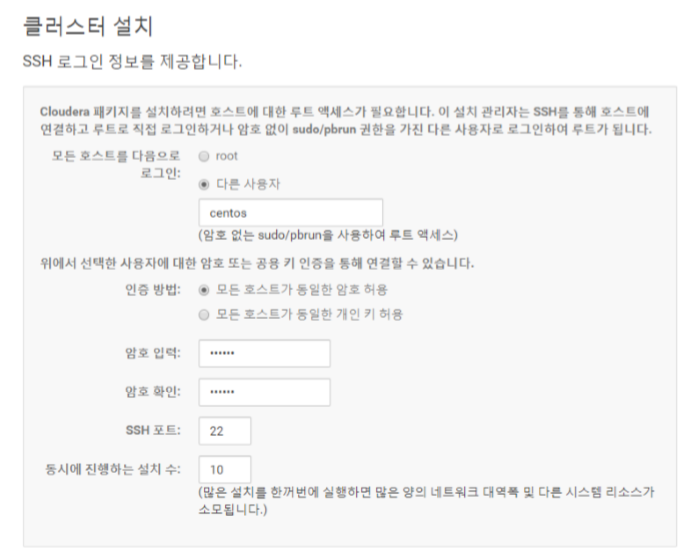 클러스터 설치
SSH 로그인 정보를 제공합니다.
Cloudera 패키지를 설치하려면 호스트에 대한 루트 액세스가 필요합니다. 이 설치 관리자는 SSH를 통해 호스트에
연결하고 루트로 직접 로그인하거나 암호 없이 sudo/pbrun 권한을 가진 다른 사용자로 로그인하여 루트가 됩니다.
모든 호스트를 다음으로 root
로그인: 다른 사용자
centos
(암호 없는 sudo/pbrun을 사용하여 루트 액세스)
위에서 선택한 사용자에 대한 암호 또는 공용 키 인증을 통해 연결할 수 있습니다.
인증 방법: 모든 호스트가 동일한 암호 허용
모든 호스트가 동일한 개인 키 허용
암호 입력: ••••••
암호 확인: ••••••
SSH 포트: 22
동시에 진행하는 설치 수: 10
(많은 설치를 한꺼번에 실행하면 많은 양의 네트워크 대역폭 및 다른 시스템 리소스가
소모됩니다.)